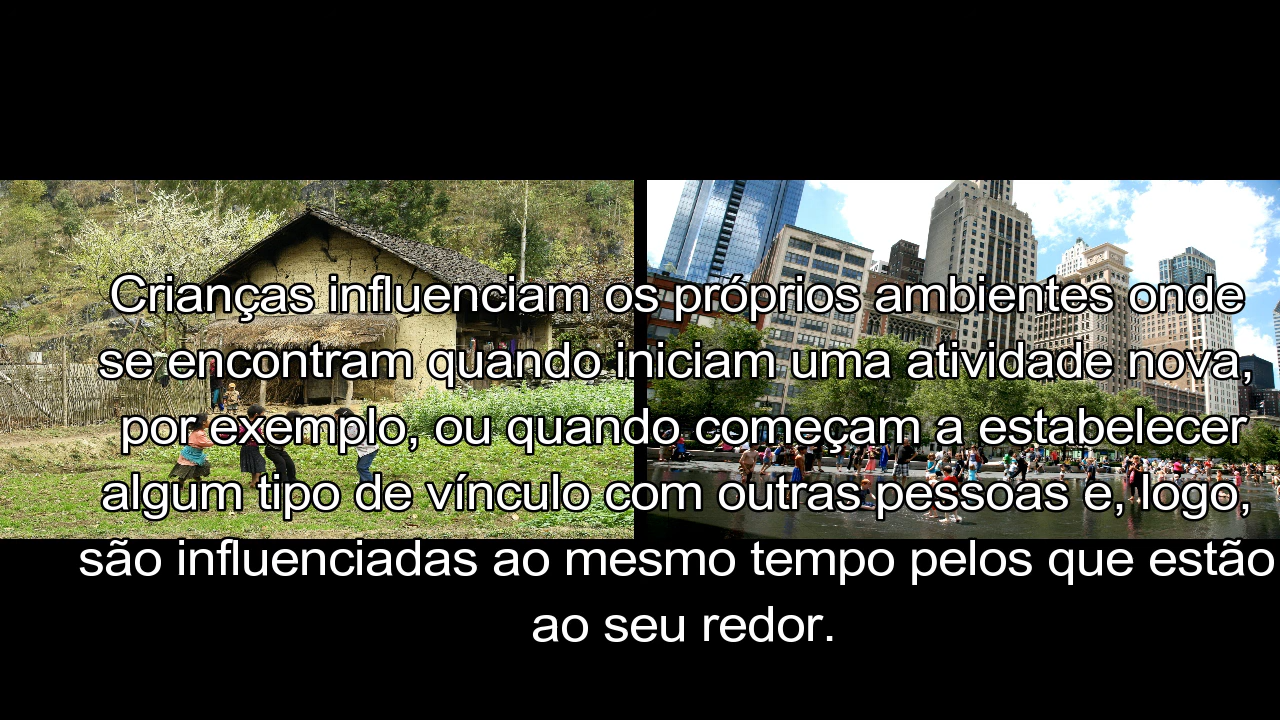 Crianças influenciam os próprios ambientes onde
se encontram quando iniciam uma atividade nova,
por exemplo, ou quando começam a estabelecer
algum tipo de vínculo com outras pessoas e, logo,
são influenciadas ao mesmo tempo pelos que estão
ao seu redor.